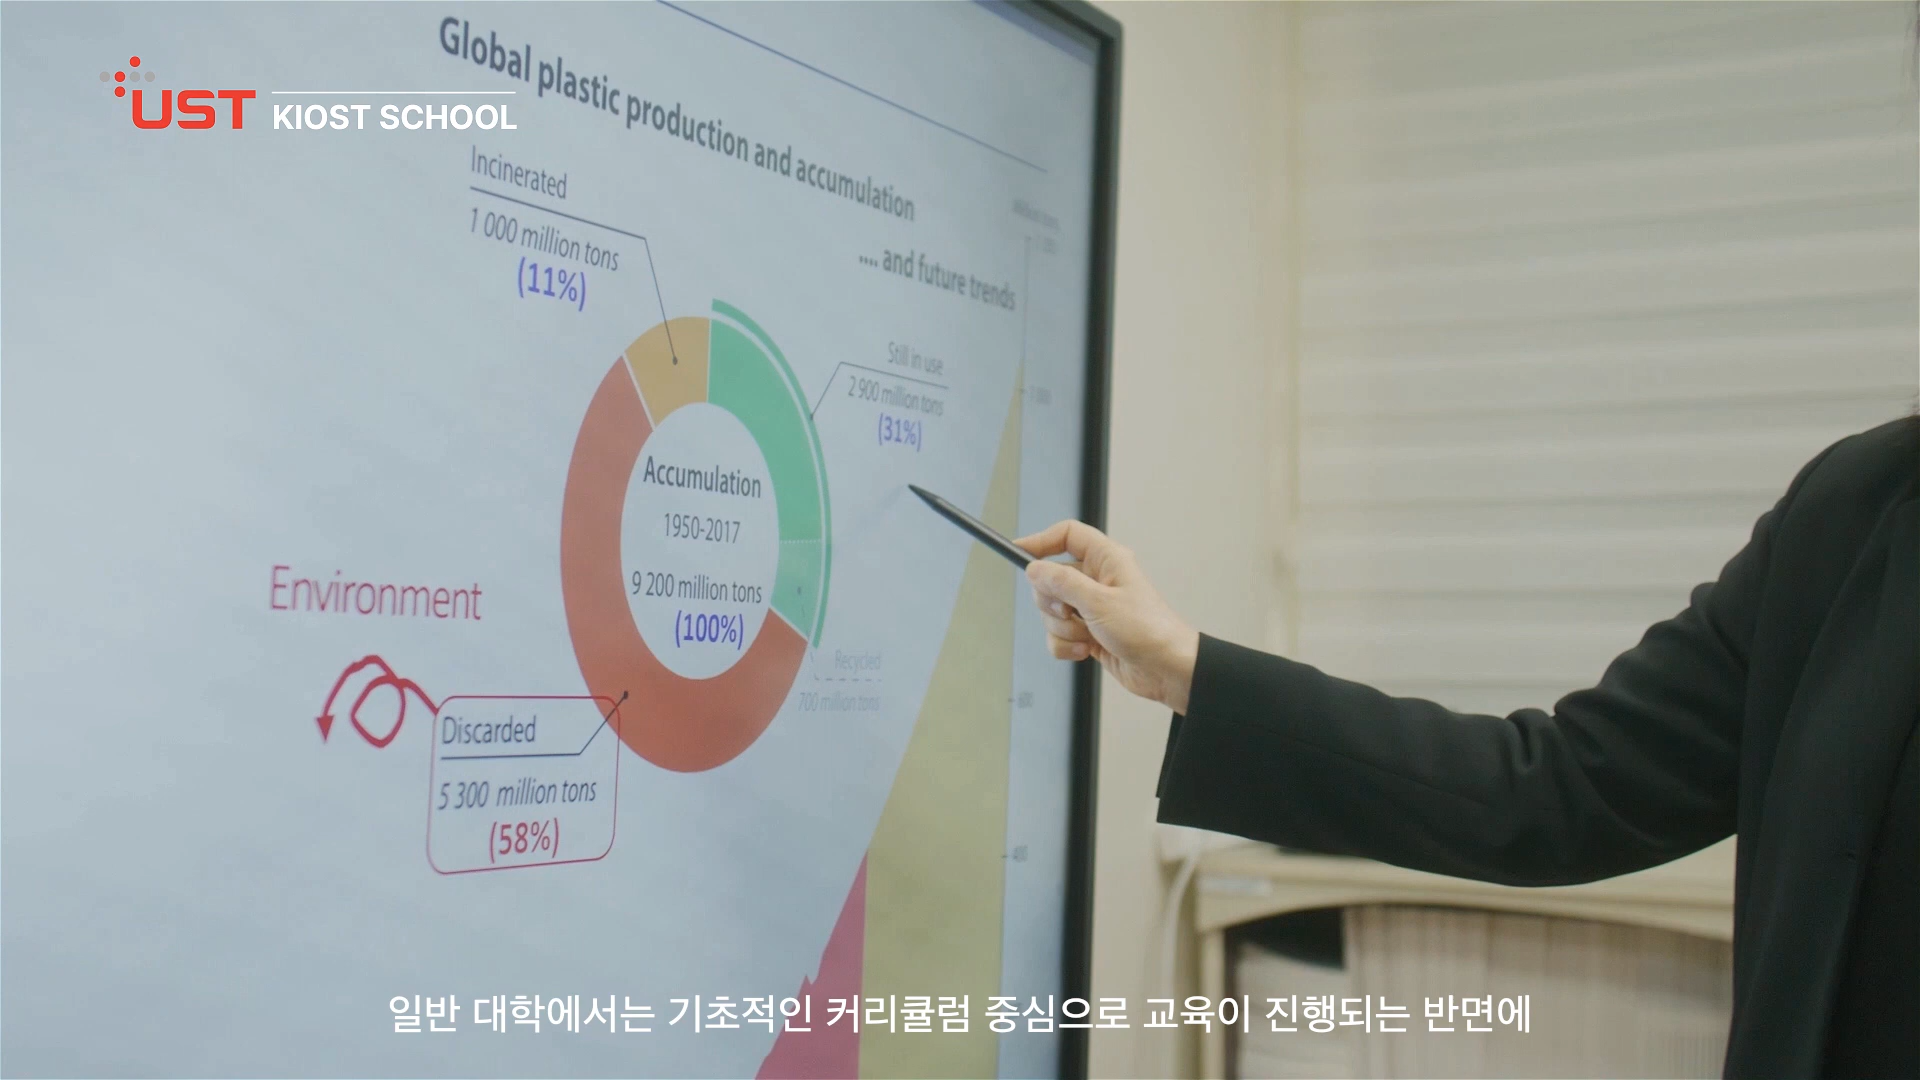 UST KIOST SCHOOL
Global plastic production and accumulation
.... and future trends
Incinerated
1 000 million tons
(11%)
Still in use
2 900 million tons
(31%)
Accumulation
1950-2017
9 200 million tons
(100%)
Environment
Recycled
700 million tons
Discarded
5 300 million tons
(58%)
400
일반 대학에서는 기초적인 커리큘럼 중심으로 교육이 진행되는 반면에